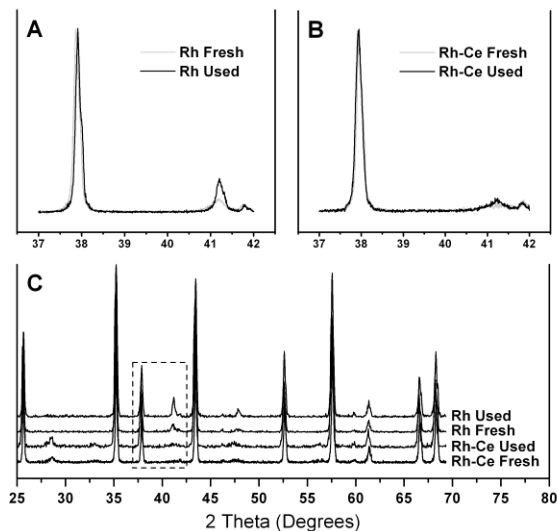 A
Rh Fresh
Rh Used
37 38 39 40 41 42
B
Rh-Ce Fresh
Rh-Ce Used
37 38 39 40 41 42
C
Rh Used
Rh Fresh
Rh-Ce Used
Rh-Ce Fresh
25 30 35 40 45 50 55 60 65 70 75 80
2 Theta (Degrees)